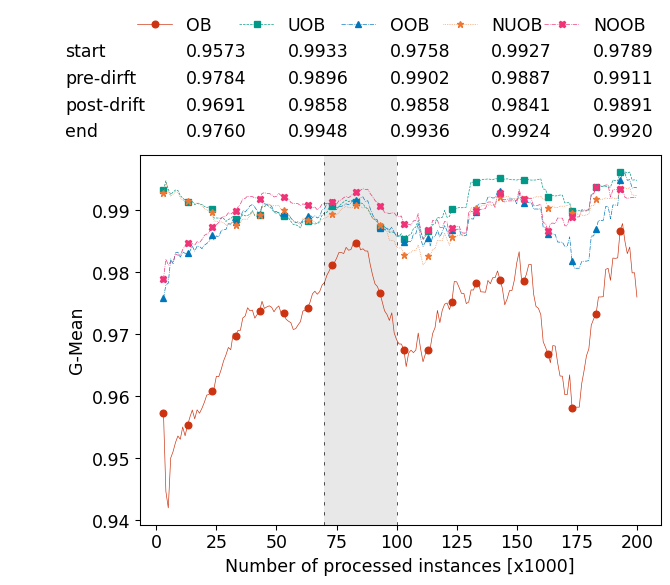 OB UOB OOB NUOB NOOB
start 0.9573 0.9933 0.9758 0.9927 0.9789
pre-dirft 0.9784 0.9896 0.9902 0.9887 0.9911
post-drift 0.9691 0.9858 0.9858 0.9841 0.9891
end 0.9760 0.9948 0.9936 0.9924 0.9920
0.99
0.98
0.97
0.96
0.95
0.94
G-Mean
0 25 50 75 100 125 150 175 200
Number of processed instances [x1000]